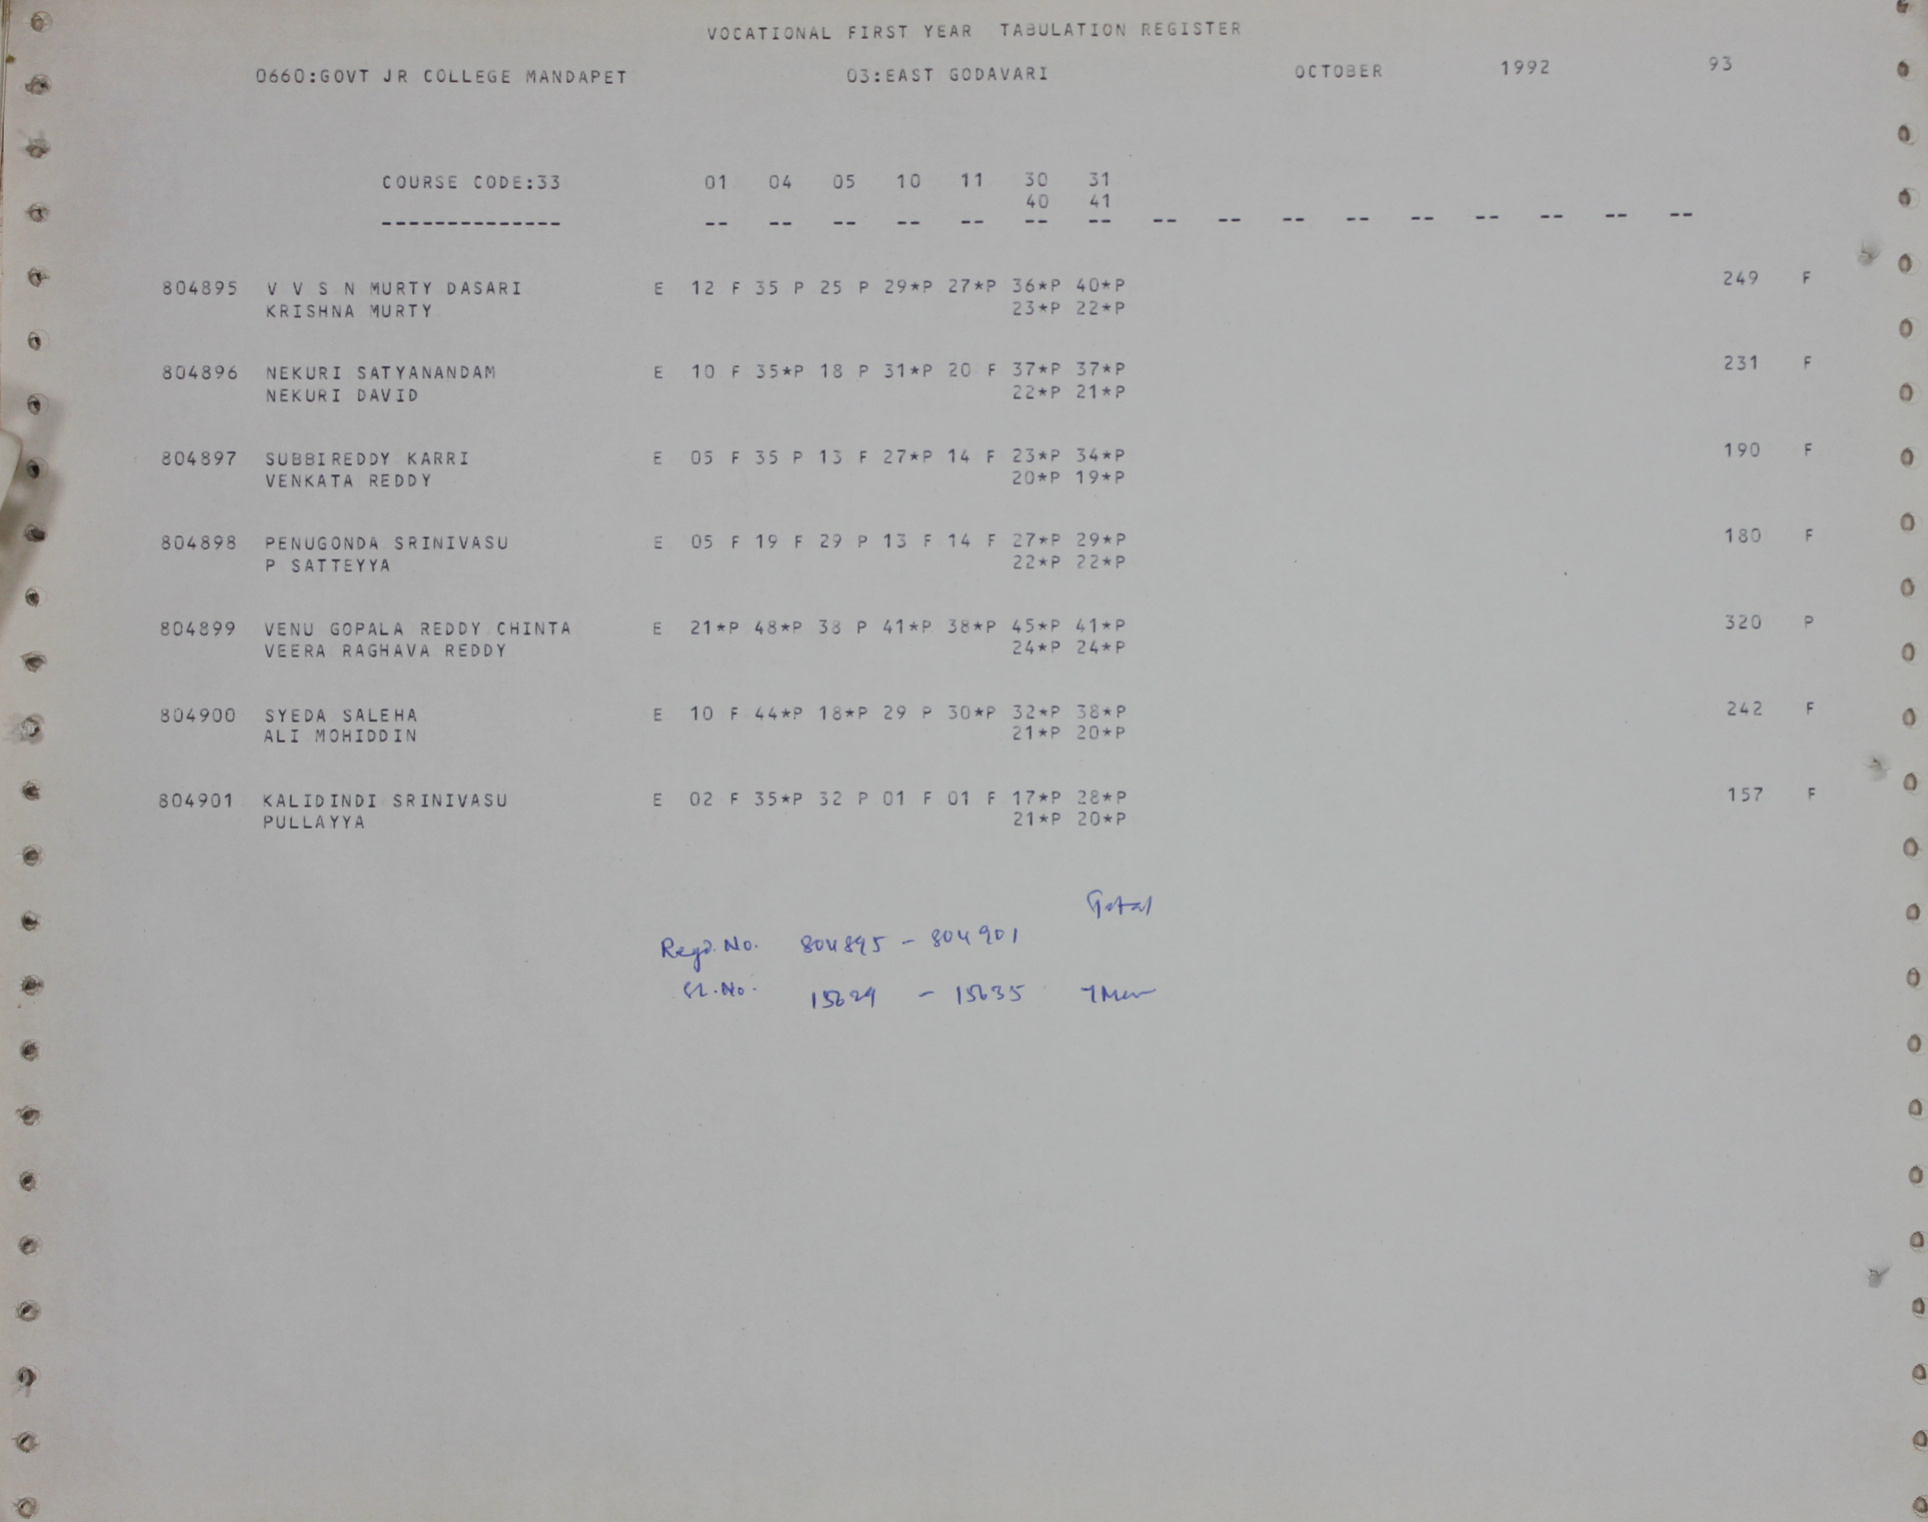 VOCATIONAL FIRST YEAR TABULATION REGISTER
0660:GOVT JR COLLEGE MANDAPET 03:EAST GODAVARI OCTOBER 1992 93
COURSE CODE:33 01 04 05 10 11 30 31
40 41
-------------- -- -- -- -- -- -- -- -- -- -- -- -- -- -- -- --
804895 V V S N MURTY DASARI E 12 F 35 P 25 P 29*P 27*P 36*P 40*P 249 F
KRISHNA MURTY 23*P 22*P
804896 NEKURI SATYANANDAM E 10 F 35*P 18 P 31*P 20 F 37*P 37*P 231 F
NEKURI DAVID 22*P 21*P
804897 SUBBIREDDY KARRI E 05 F 35 P 13 F 27*P 14 F 23*P 34*P 190 F
VENKATA REDDY 20*P 19*P
804898 PENUGONDA SRINIVASU E 05 F 19 F 29 P 13 F 14 F 27*P 29*P 180 F
P SATTEYYA 22*P 22*P
804899 VENU GOPALA REDDY CHINTA E 21*P 48*P 38 P 41*P 38*P 45*P 41*P 320 P
VEERA RAGHAVA REDDY 24*P 24*P
804900 SYEDA SALEHA E 10 F 44*P 18*P 29 P 30*P 32*P 38*P 242 F
ALI MOHIDDIN 21*P 20*P
804901 KALIDINDI SRINIVASU E 02 F 35*P 32 P 01 F 01 F 17*P 28*P 157 F
PULLAYYA 21*P 20*P
Total
Regd. No. 804895 - 804901
Sl. No. 15629 - 15635 7